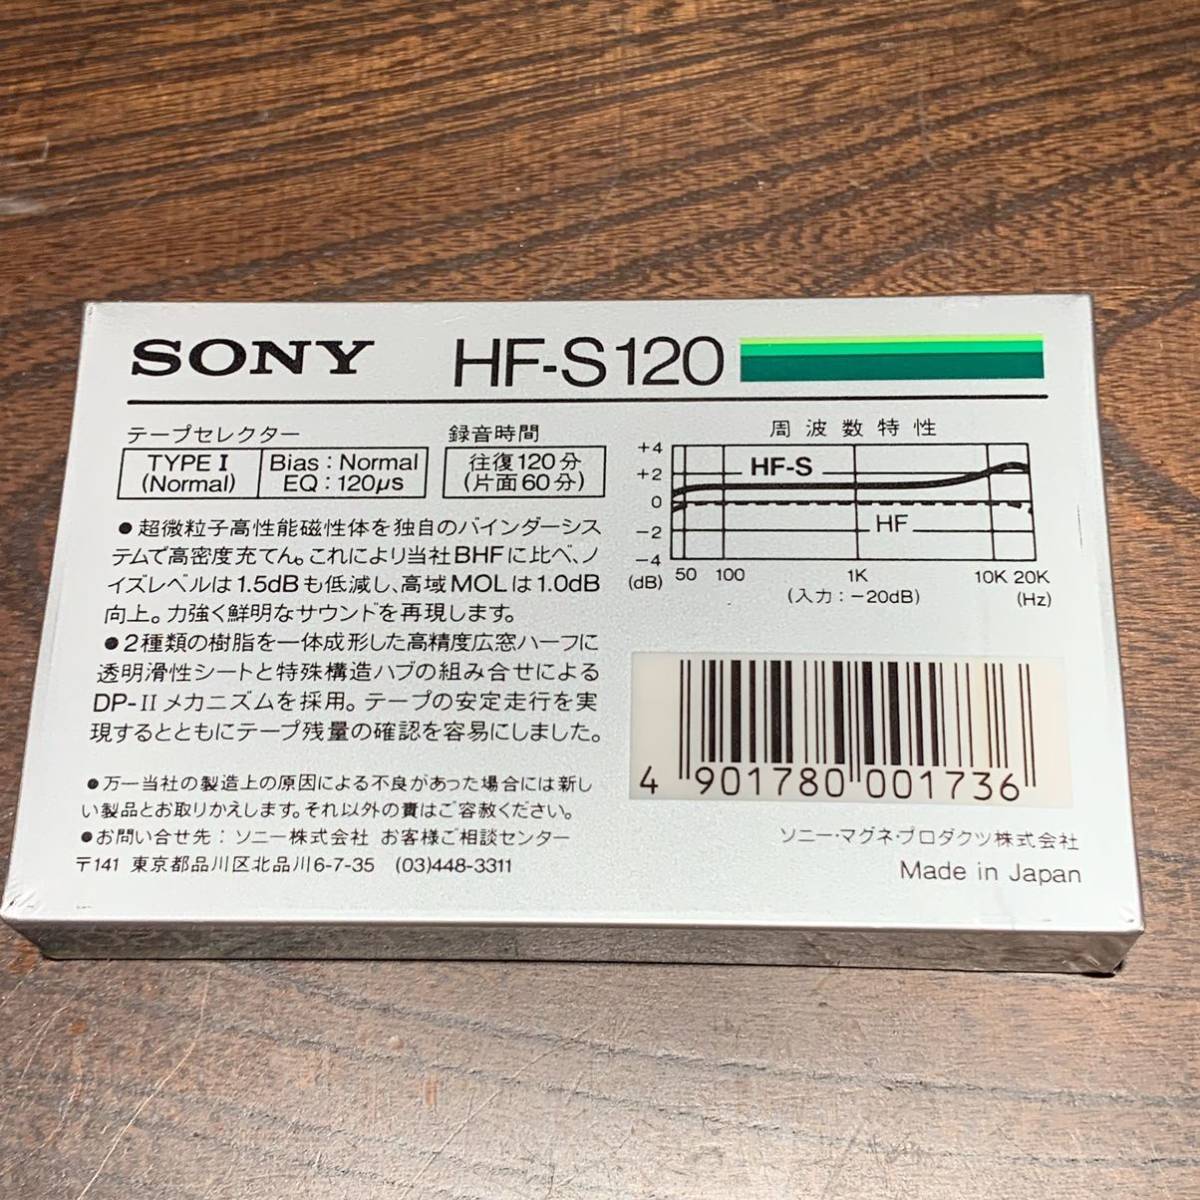 SONY HF-S120
テープセレクター
TYPE I
(Normal)
Bias : Normal
EQ : 120μs
録音時間
往復120分
(片面60分)
●超微粒子高性能磁性体を独自のバインダーシス
テムで高密度充てん。これにより当社BHFに比べ、ノ
イズレベルは1.5dBも低減し、高域MOLは1.0dB
向上。力強く鮮明なサウンドを再現します。
●2種類の樹脂を一体成形した高精度広窓ハーフに
透明滑性シートと特殊構造ハブの組み合せによる
DP-IIメカニズムを採用。テープの安定走行を実
現するとともにテープ残量の確認を容易にしました。
●万一当社の製造上の原因による不良があった場合には新し
い製品とお取りかえします。それ以外の責はご容赦ください。
●お問い合せ先：ソニー株式会社 お客様ご相談センター
〒141 東京都品川区北品川6-7-35 (03)448-3311
周波数特性
+4
+2
0
-2
-4
(dB)
HF-S
HF
50 100 1K 10K 20K
(入力：-20dB) (Hz)
4 901780 001736
ソニー・マグネ・プロダクツ株式会社
Made in Japan